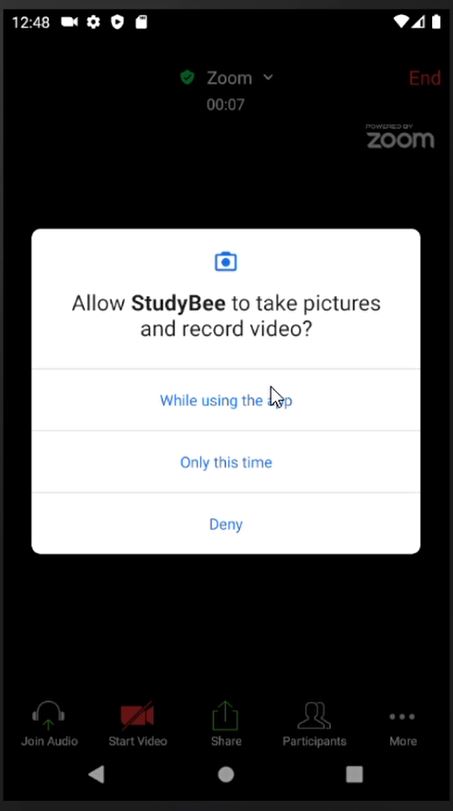 12:48
Zoom
End
00:07
POWERED BY
zoom
Allow StudyBee to take pictures
and record video?
While using the app
Only this time
Deny
Join Audio
Start Video
Share
Participants
More